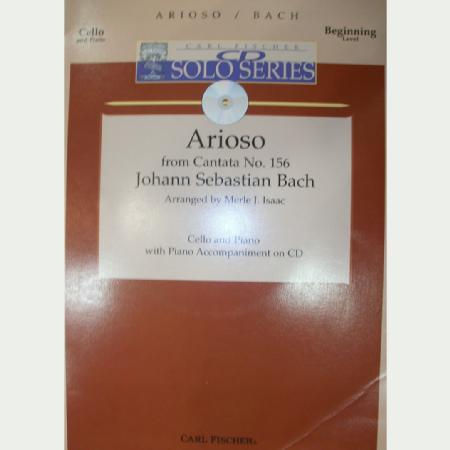 ARIOSO / BACH
Cello
and Piano
Beginning
Level
CARL FISCHER
CD
SOLO SERIES
Arioso
from Cantata No. 156
Johann Sebastian Bach
Arranged by Merle J. Isaac
Cello and Piano
with Piano Accompaniment on CD
CARL FISCHER®